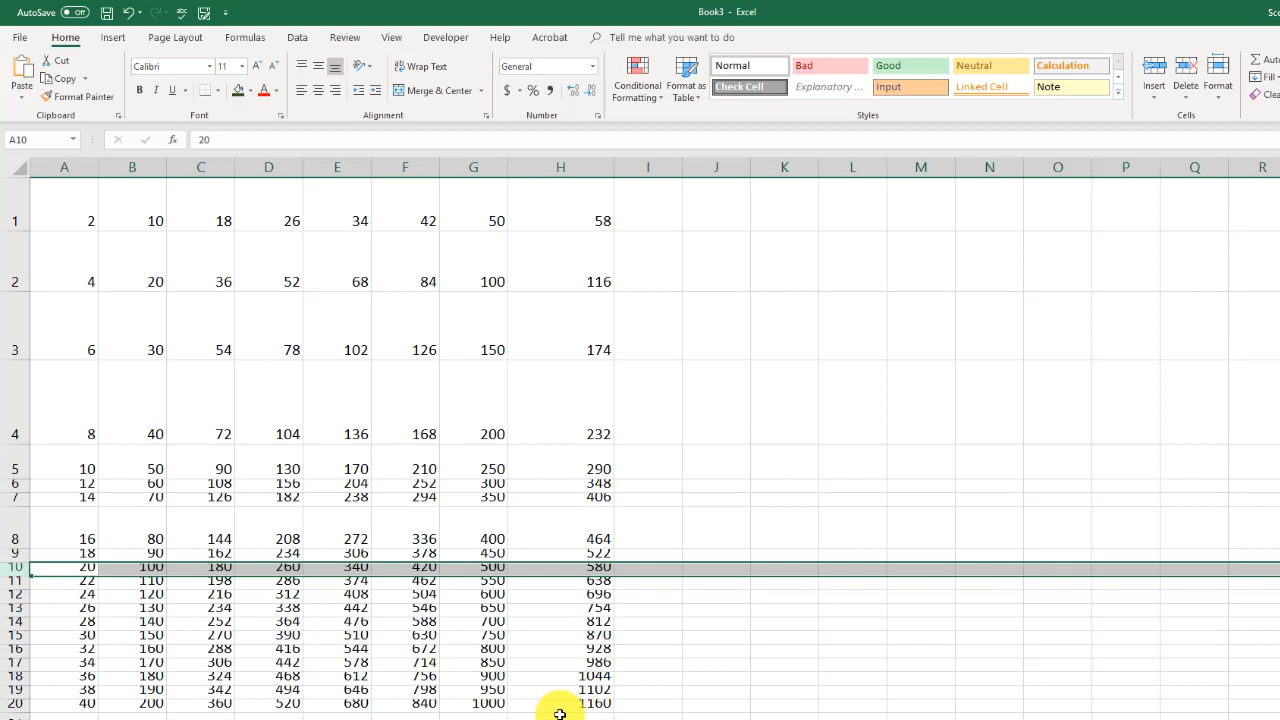 AutoSave Off Book3 - Excel Sco
File Home Insert Page Layout Formulas Data Review View Developer Help Acrobat Tell me what you want to do
Cut Calibri 11 A A Wrap Text General Normal Bad Good Neutral Calculation Auto
Paste Copy Conditional Format as Insert Delete Format Fill
Format Painter B I U A Merge & Center $ % Formatting Table Check Cell Explanatory ... Input Linked Cell Note Clea
Clipboard Font Alignment Number Styles Cells
A10 fx 20
A B C D E F G H I J K L M N O P Q R
1 2 10 18 26 34 42 50 58
2 4 20 36 52 68 84 100 116
3 6 30 54 78 102 126 150 174
4 8 40 72 104 136 168 200 232
5 10 50 90 130 170 210 250 290
6 12 60 108 156 204 252 300 348
7 14 70 126 182 238 294 350 406
8 16 80 144 208 272 336 400 464
9 18 90 162 234 306 378 450 522
10 20 100 180 260 340 420 500 580
11 22 110 198 286 374 462 550 638
12 24 120 216 312 408 504 600 696
13 26 130 234 338 442 546 650 754
14 28 140 252 364 476 588 700 812
15 30 150 270 390 510 630 750 870
16 32 160 288 416 544 672 800 928
17 34 170 306 442 578 714 850 986
18 36 180 324 468 612 756 900 1044
19 38 190 342 494 646 798 950 1102
20 40 200 360 520 680 840 1000 1160